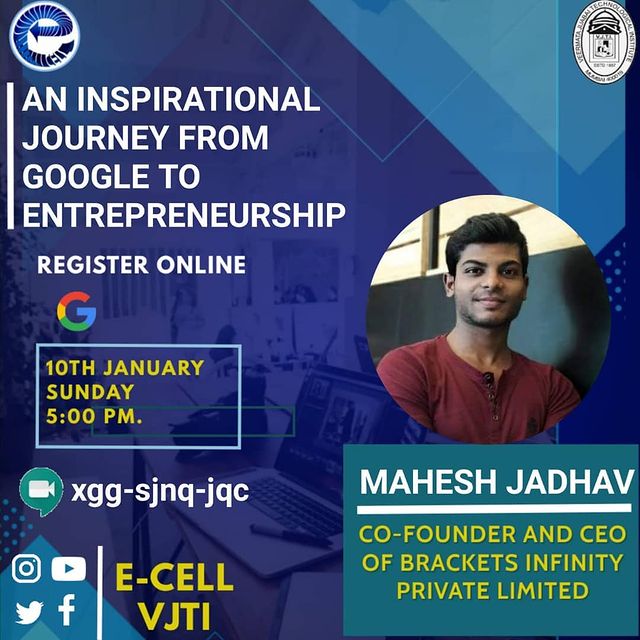 AN INSPIRATIONAL
JOURNEY FROM
GOOGLE TO
ENTREPRENEURSHIP
REGISTER ONLINE
10TH JANUARY
SUNDAY
5:00 PM.
xgg-sjnq-jqc
E-CELL
VJTI
MAHESH JADHAV
CO-FOUNDER AND CEO
OF BRACKETS INFINITY
PRIVATE LIMITED